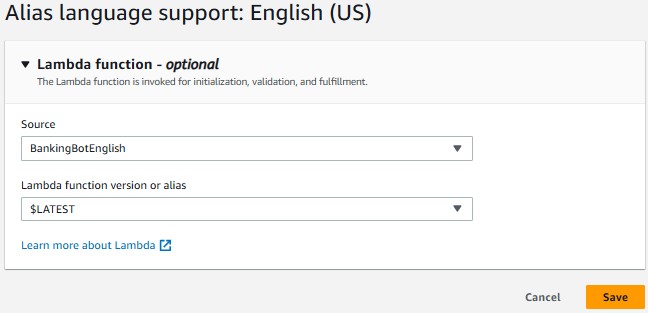 Alias language support: English (US)
Lambda function - optional
The Lambda function is invoked for initialization, validation, and fulfillment.
Source
BankingBotEnglish
Lambda function version or alias
$LATEST
Learn more about Lambda
Cancel
Save